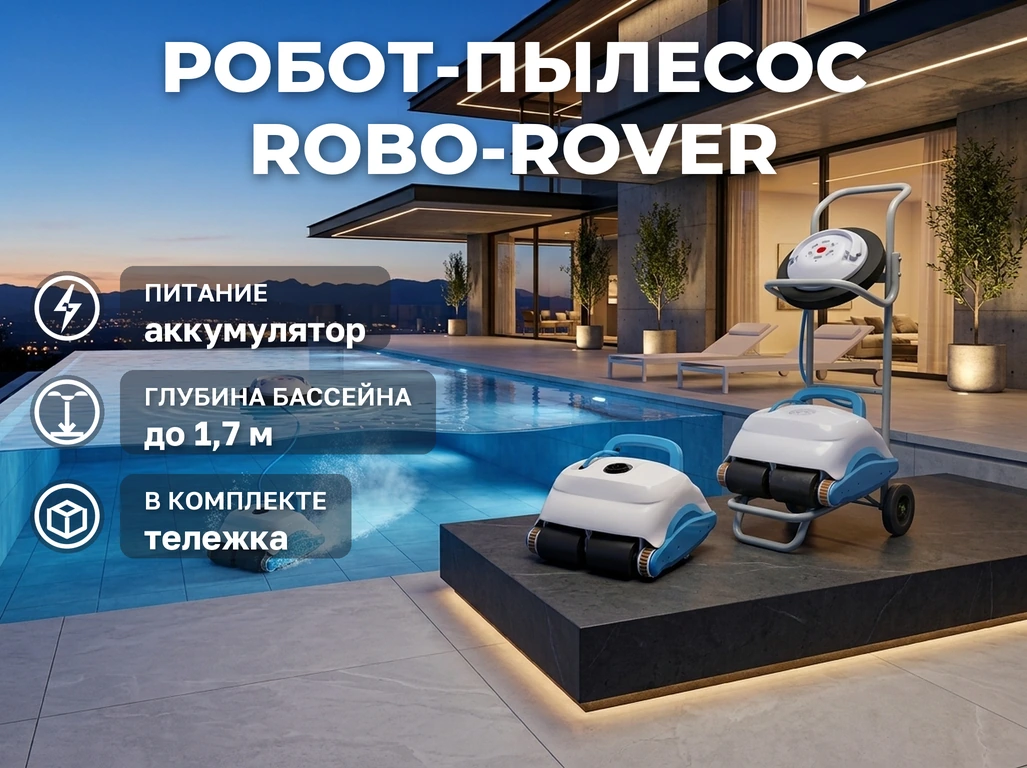 РОБОТ-ПЫЛЕСОС
ROBO-ROVER
ПИТАНИЕ
аккумулятор
ГЛУБИНА БАССЕЙНА
до 1,7 м
В КОМПЛЕКТЕ
тележка